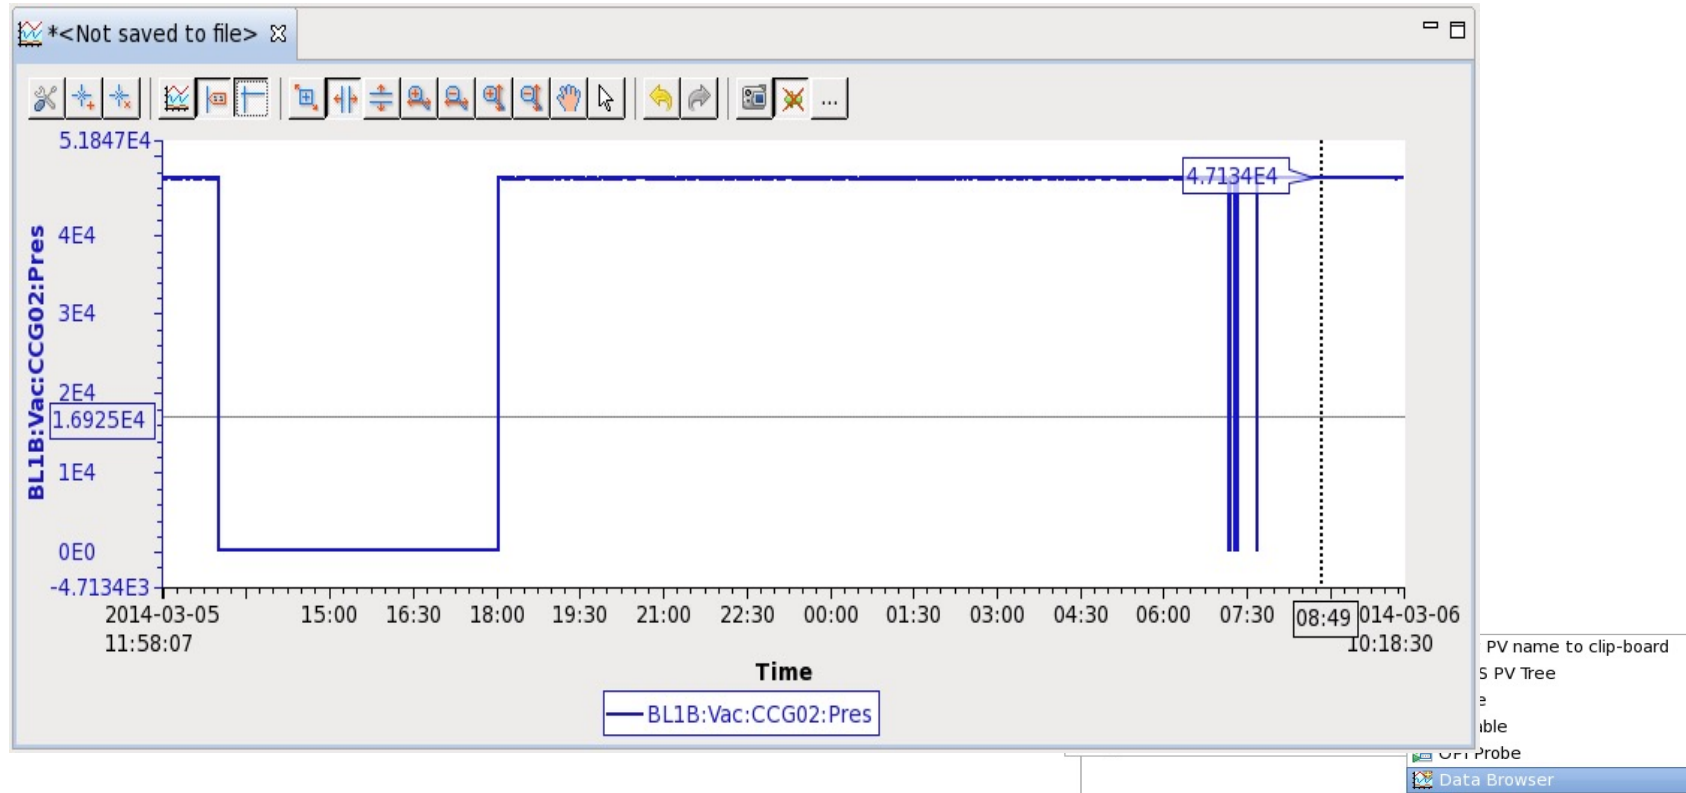 *<Not saved to file>
...
5.1847E4
4.7134E4
4E4
3E4
2E4
1.6925E4
1E4
0E0
-4.7134E3
BL1B:Vac:CCG02:Pres
2014-03-05
11:58:07
15:00
16:30
18:00
19:30
21:00
22:30
00:00
01:30
03:00
04:30
06:00
07:30
08:49
014-03-06
10:18:30
Time
BL1B:Vac:CCG02:Pres
PV name to clip-board
S PV Tree
OPI Probe
Data Browser